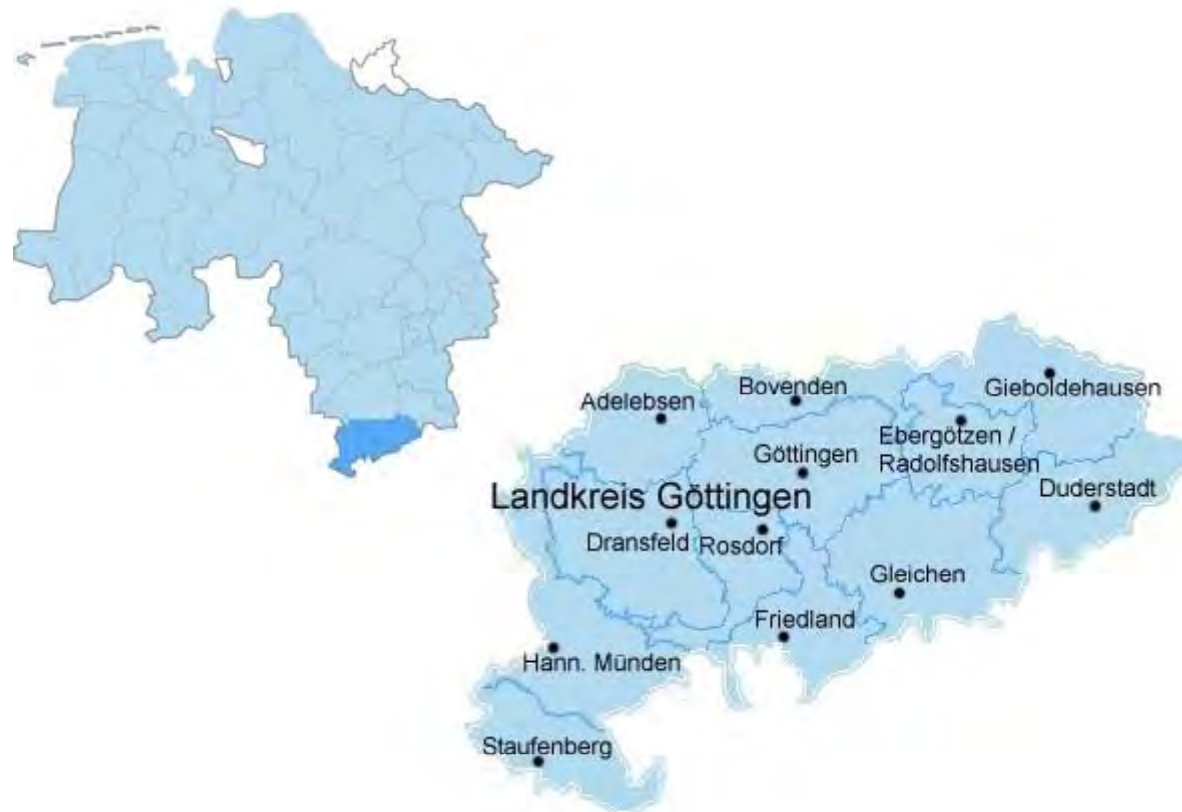 Gieboldehausen
Bovenden
Adelebsen
Ebergötzen /
Radolfshausen
Göttingen
Duderstadt
Landkreis Göttingen
Dransfeld
Rosdorf
Gleichen
Friedland
Hann. Münden
Staufenberg